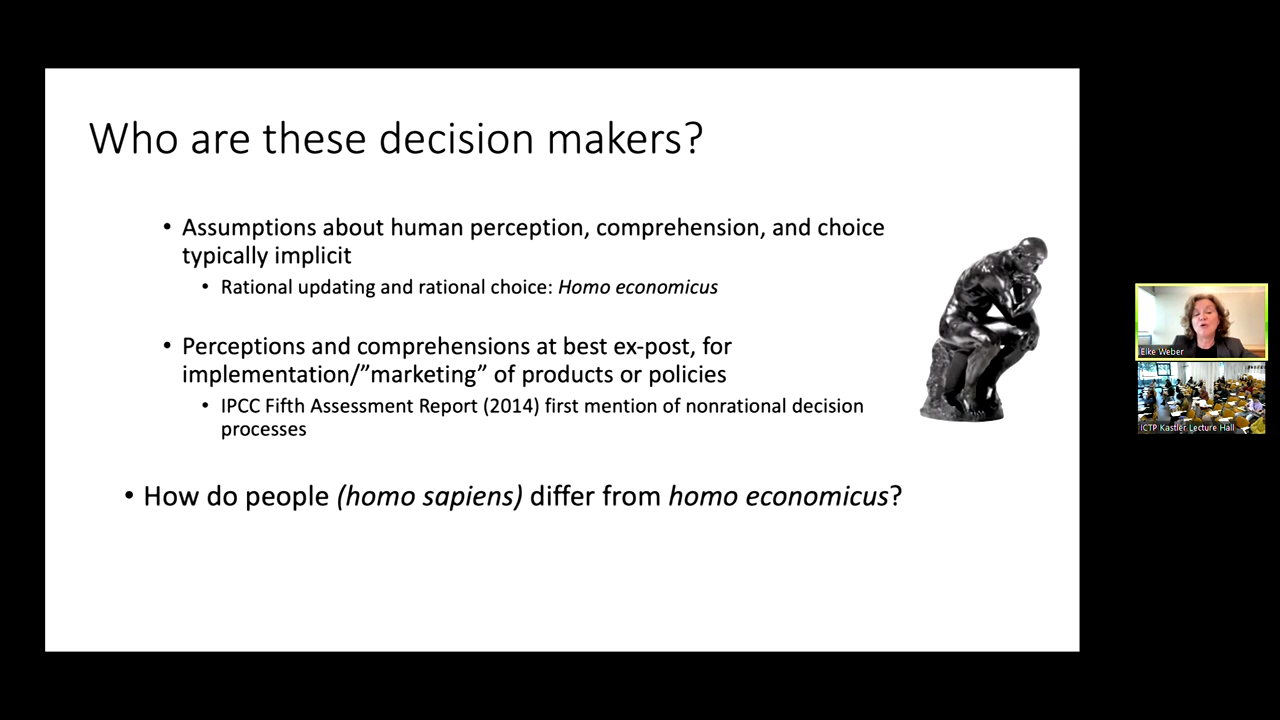 Who are these decision makers?
• Assumptions about human perception, comprehension, and choice
typically implicit
• Rational updating and rational choice: Homo economicus
• Perceptions and comprehensions at best ex-post, for
implementation/”marketing” of products or policies
• IPCC Fifth Assessment Report (2014) first mention of nonrational decision
processes
• How do people (homo sapiens) differ from homo economicus?
Elke Weber
ICTP Kastler Lecture Hall